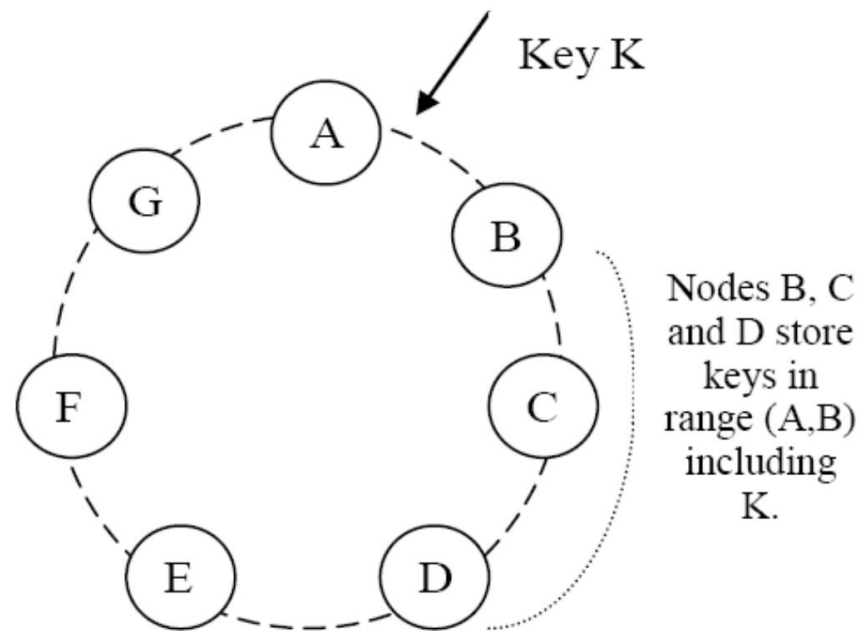 Key K
A
G
B
Nodes B, C
and D store
keys in
range (A,B)
including
K.
F
C
E
D